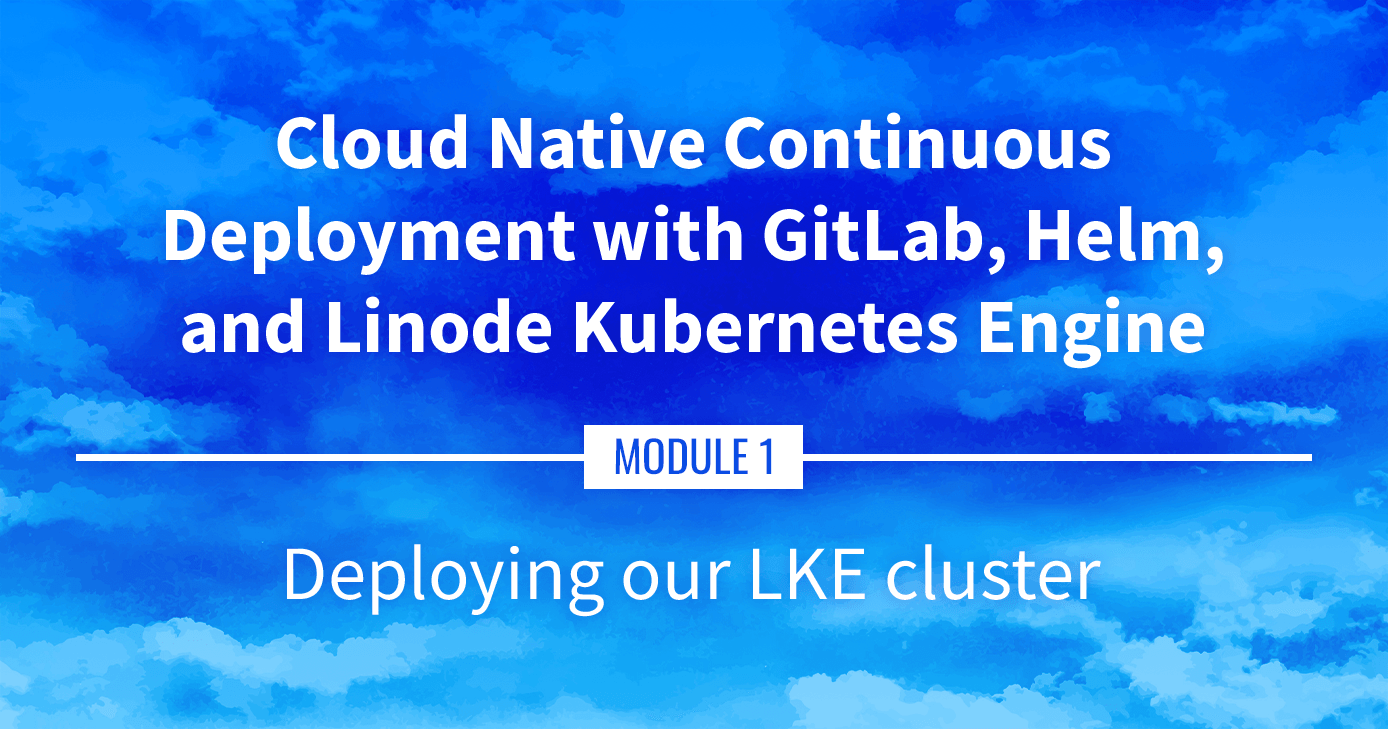 Cloud Native Continuous
Deployment with GitLab, Helm,
and Linode Kubernetes Engine
MODULE 1
Deploying our LKE cluster